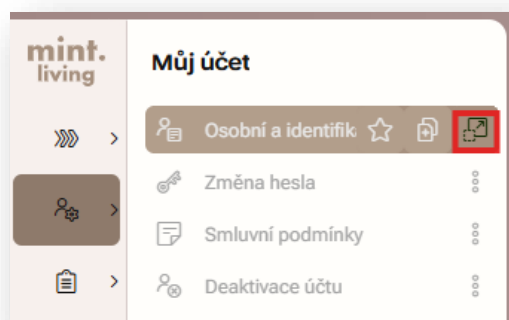 mint.
living
Můj účet
Osobní a identifik
Změna hesla
Smluvní podmínky
Deaktivace účtu